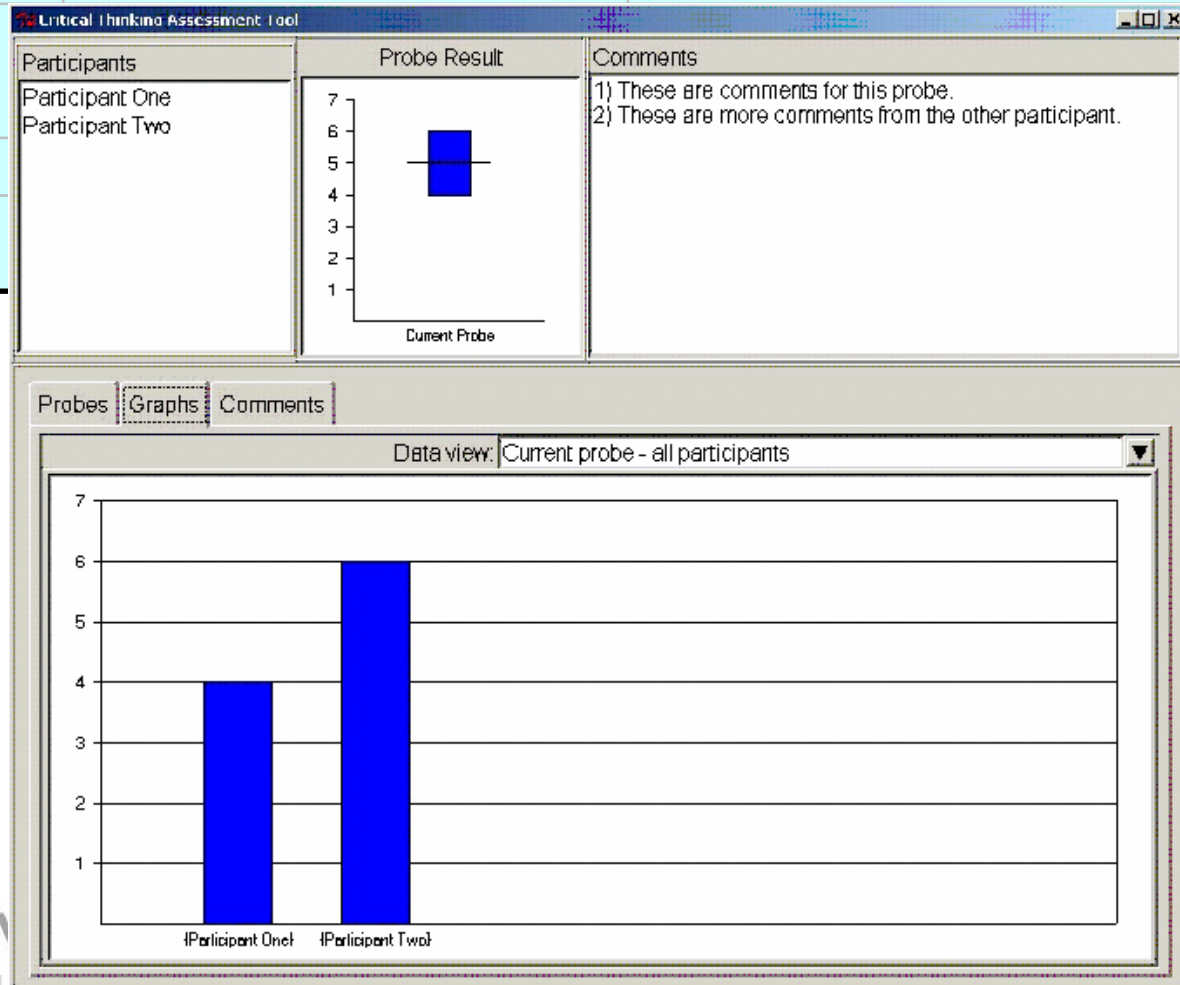 Critical Thinking Assessment Tool
Participants
Participant One
Participant Two
Probe Result
7
6
5
4
3
2
1
Current Probe
Comments
1) These are comments for this probe.
2) These are more comments from the other participant.
Probes Graphs Comments
Data view: Current probe - all participants
7
6
5
4
3
2
1
{Participant One} {Participant Two}